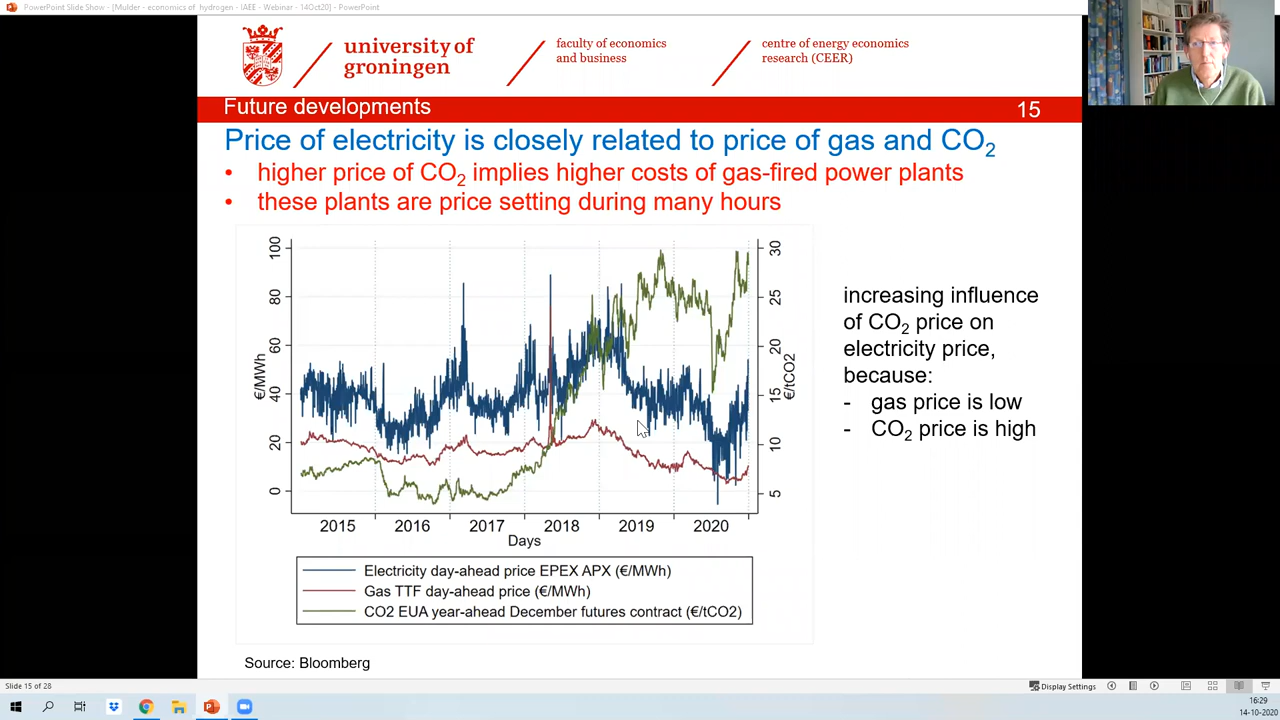 PowerPoint Slide Show - [Mulder - economics of hydrogen - IAEE - Webinar - 14Oct20] - PowerPoint
university of
groningen
faculty of economics
and business
centre of energy economics
research (CEER)
Future developments
15
Price of electricity is closely related to price of gas and CO2
• higher price of CO2 implies higher costs of gas-fired power plants
• these plants are price setting during many hours
100
80
60
40
20
0
€/MWh
30
25
20
15
10
5
€/tCO2
2015 2016 2017 2018 2019 2020
Days
Electricity day-ahead price EPEX APX (€/MWh)
Gas TTF day-ahead price (€/MWh)
CO2 EUA year-ahead December futures contract (€/tCO2)
increasing influence
of CO2 price on
electricity price,
because:
- gas price is low
- CO2 price is high
Source: Bloomberg
Slide 15 of 28
Display Settings
16:29
14-10-2020